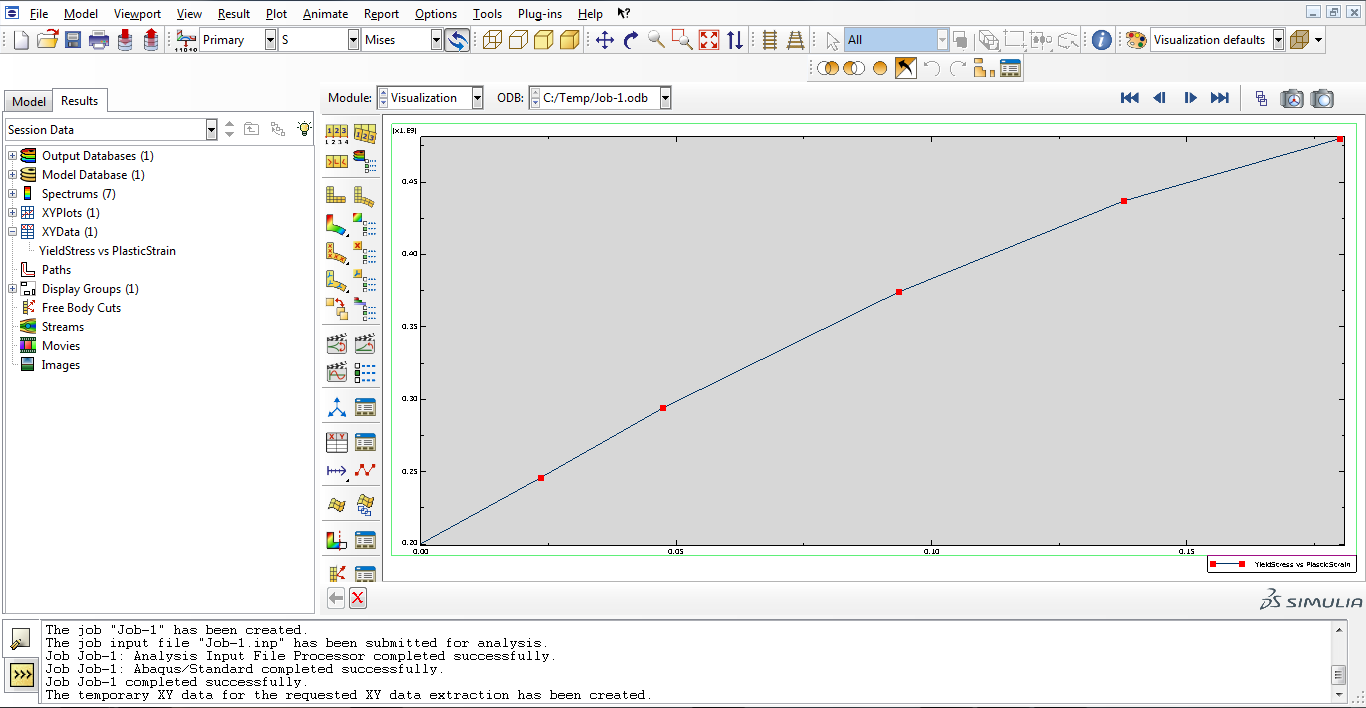 File Model Viewport View Result Plot Animate Report Options Tools Plug-ins Help
Primary S Mises All Visualization defaults
Model Results
Module: Visualization ODB: C:/Temp/Job-1.odb
Session Data
Output Databases (1)
Model Database (1)
Spectrums (7)
XYPlots (1)
XYData (1)
YieldStress vs PlasticStrain
Paths
Display Groups (1)
Free Body Cuts
Streams
Movies
Images
[x1.E9]
0.45
0.40
0.35
0.30
0.25
0.20
0.00 0.05 0.10 0.15
YieldStress vs PlasticStrain
SIMULIA
The job "Job-1" has been created.
The job input file "Job-1.inp" has been submitted for analysis.
Job Job-1: Analysis Input File Processor completed successfully.
Job Job-1: Abaqus/Standard completed successfully.
Job Job-1 completed successfully.
The temporary XY data for the requested XY data extraction has been created.